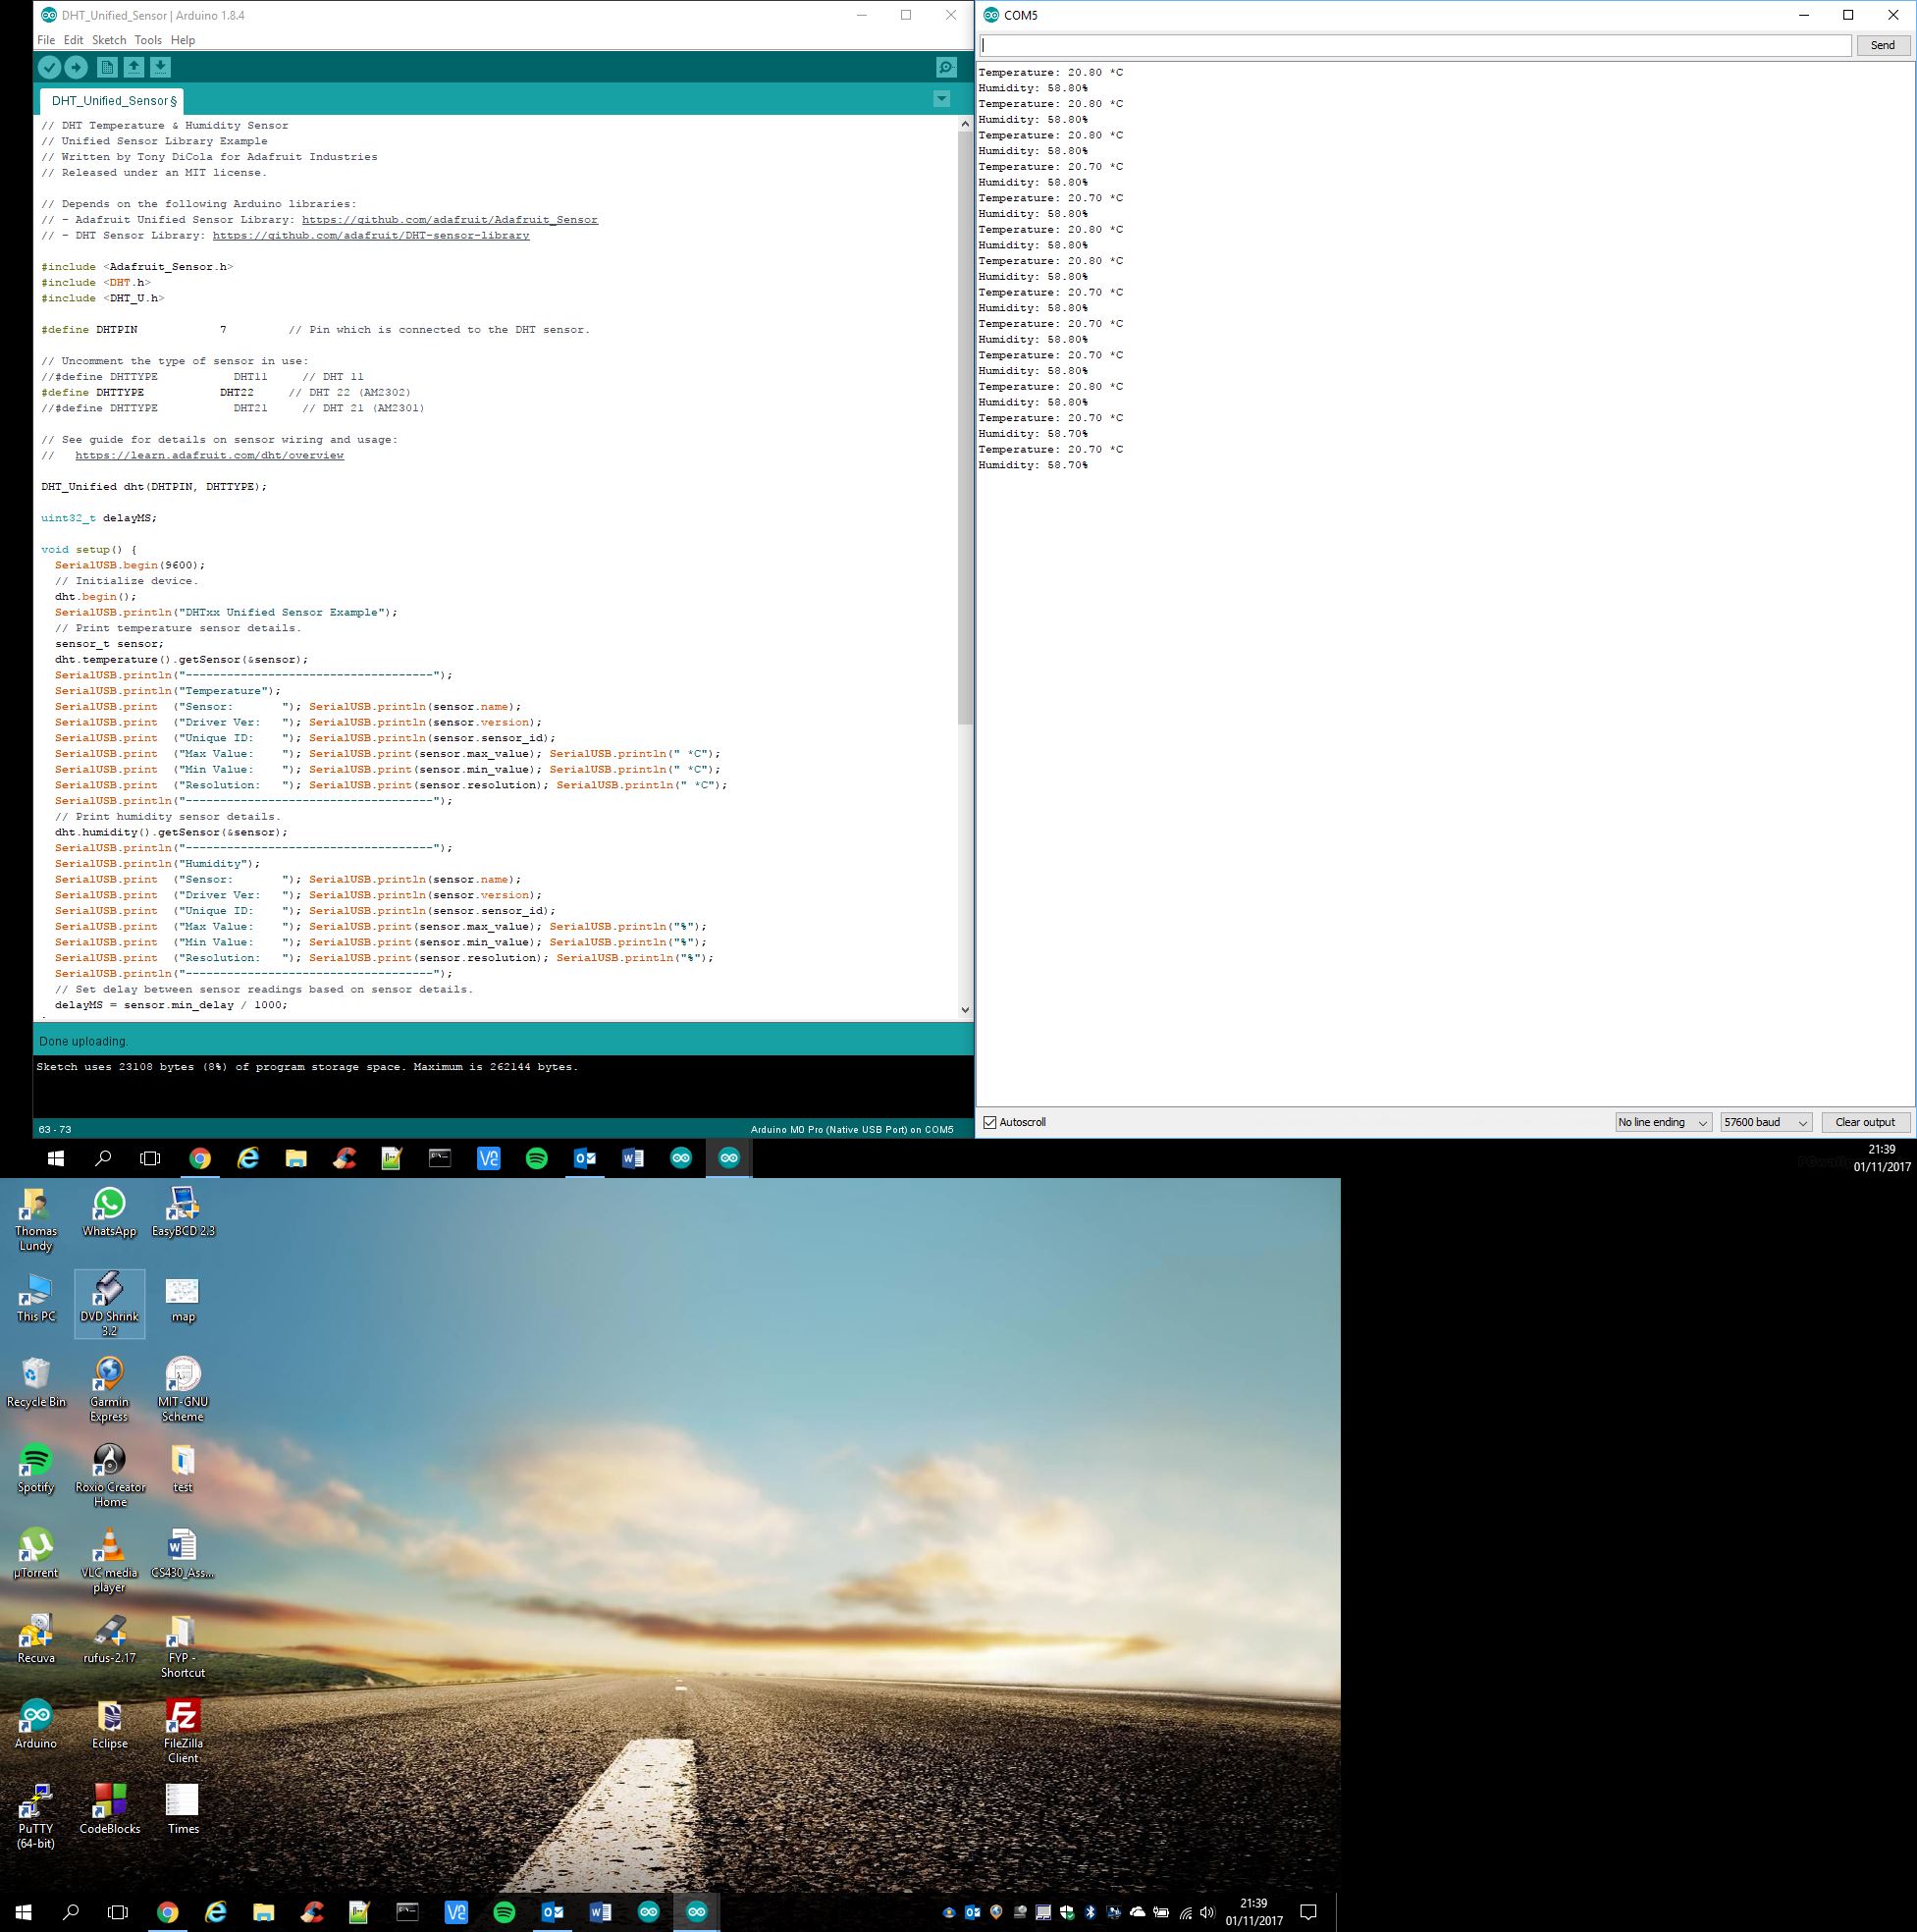 DHT_Unified_Sensor | Arduino 1.8.4
File Edit Sketch Tools Help
DHT_Unified_Sensor §
// DHT Temperature & Humidity Sensor
// Unified Sensor Library Example
// Written by Tony DiCola for Adafruit Industries
// Released under an MIT license.
// Depends on the following Arduino libraries:
// - Adafruit Unified Sensor Library: https://github.com/adafruit/Adafruit_Sensor
// - DHT Sensor Library: https://github.com/adafruit/DHT-sensor-library
#include <Adafruit_Sensor.h>
#include <DHT.h>
#include <DHT_U.h>
#define DHTPIN            7         // Pin which is connected to the DHT sensor.
// Uncomment the type of sensor in use:
//#define DHTTYPE           DHT11     // DHT 11
#define DHTTYPE           DHT22     // DHT 22 (AM2302)
//#define DHTTYPE           DHT21     // DHT 21 (AM2301)
// See guide for details on sensor wiring and usage:
//   https://learn.adafruit.com/dht/overview
DHT_Unified dht(DHTPIN, DHTTYPE);
uint32_t delayMS;
void setup() {
  SerialUSB.begin(9600);
  // Initialize device.
  dht.begin();
  SerialUSB.println("DHTxx Unified Sensor Example");
  // Print temperature sensor details.
  sensor_t sensor;
  dht.temperature().getSensor(&sensor);
  SerialUSB.println("------------------------------------");
  SerialUSB.println("Temperature");
  SerialUSB.print  ("Sensor:       "); SerialUSB.println(sensor.name);
  SerialUSB.print  ("Driver Ver:   "); SerialUSB.println(sensor.version);
  SerialUSB.print  ("Unique ID:    "); SerialUSB.println(sensor.sensor_id);
  SerialUSB.print  ("Max Value:    "); SerialUSB.print(sensor.max_value); SerialUSB.println(" *C");
  SerialUSB.print  ("Min Value:    "); SerialUSB.print(sensor.min_value); SerialUSB.println(" *C");
  SerialUSB.print  ("Resolution:   "); SerialUSB.print(sensor.resolution); SerialUSB.println(" *C");
  SerialUSB.println("------------------------------------");
  // Print humidity sensor details.
  dht.humidity().getSensor(&sensor);
  SerialUSB.println("------------------------------------");
  SerialUSB.println("Humidity");
  SerialUSB.print  ("Sensor:       "); SerialUSB.println(sensor.name);
  SerialUSB.print  ("Driver Ver:   "); SerialUSB.println(sensor.version);
  SerialUSB.print  ("Unique ID:    "); SerialUSB.println(sensor.sensor_id);
  SerialUSB.print  ("Max Value:    "); SerialUSB.print(sensor.max_value); SerialUSB.println("%");
  SerialUSB.print  ("Min Value:    "); SerialUSB.print(sensor.min_value); SerialUSB.println("%");
  SerialUSB.print  ("Resolution:   "); SerialUSB.print(sensor.resolution); SerialUSB.println("%");
  SerialUSB.println("------------------------------------");
  // Set delay between sensor readings based on sensor details.
  delayMS = sensor.min_delay / 1000;
Done uploading.
Sketch uses 23108 bytes (8%) of program storage space. Maximum is 262144 bytes.
63 - 73
Arduino M0 Pro (Native USB Port) on COM5
COM5
Send
Temperature: 20.80 *C
Humidity: 58.80%
Temperature: 20.80 *C
Humidity: 58.80%
Temperature: 20.80 *C
Humidity: 58.80%
Temperature: 20.70 *C
Humidity: 58.80%
Temperature: 20.70 *C
Humidity: 58.80%
Temperature: 20.80 *C
Humidity: 58.80%
Temperature: 20.80 *C
Humidity: 58.80%
Temperature: 20.70 *C
Humidity: 58.80%
Temperature: 20.70 *C
Humidity: 58.80%
Temperature: 20.70 *C
Humidity: 58.80%
Temperature: 20.80 *C
Humidity: 58.80%
Temperature: 20.70 *C
Humidity: 58.70%
Temperature: 20.70 *C
Humidity: 58.70%
Autoscroll
No line ending
57600 baud
Clear output
21:39
01/11/2017
Thomas
Lundy
WhatsApp
EasyBCD 2.3
This PC
DVD Shrink
3.2
map
Recycle Bin
Garmin
Express
MIT-GNU
Scheme
Spotify
Roxio Creator
Home
test
µTorrent
VLC media
player
CS430_Ass...
Recuva
rufus-2.17
FYP -
Shortcut
Arduino
Eclipse
FileZilla
Client
PuTTY
(64-bit)
CodeBlocks
Times
21:39
01/11/2017